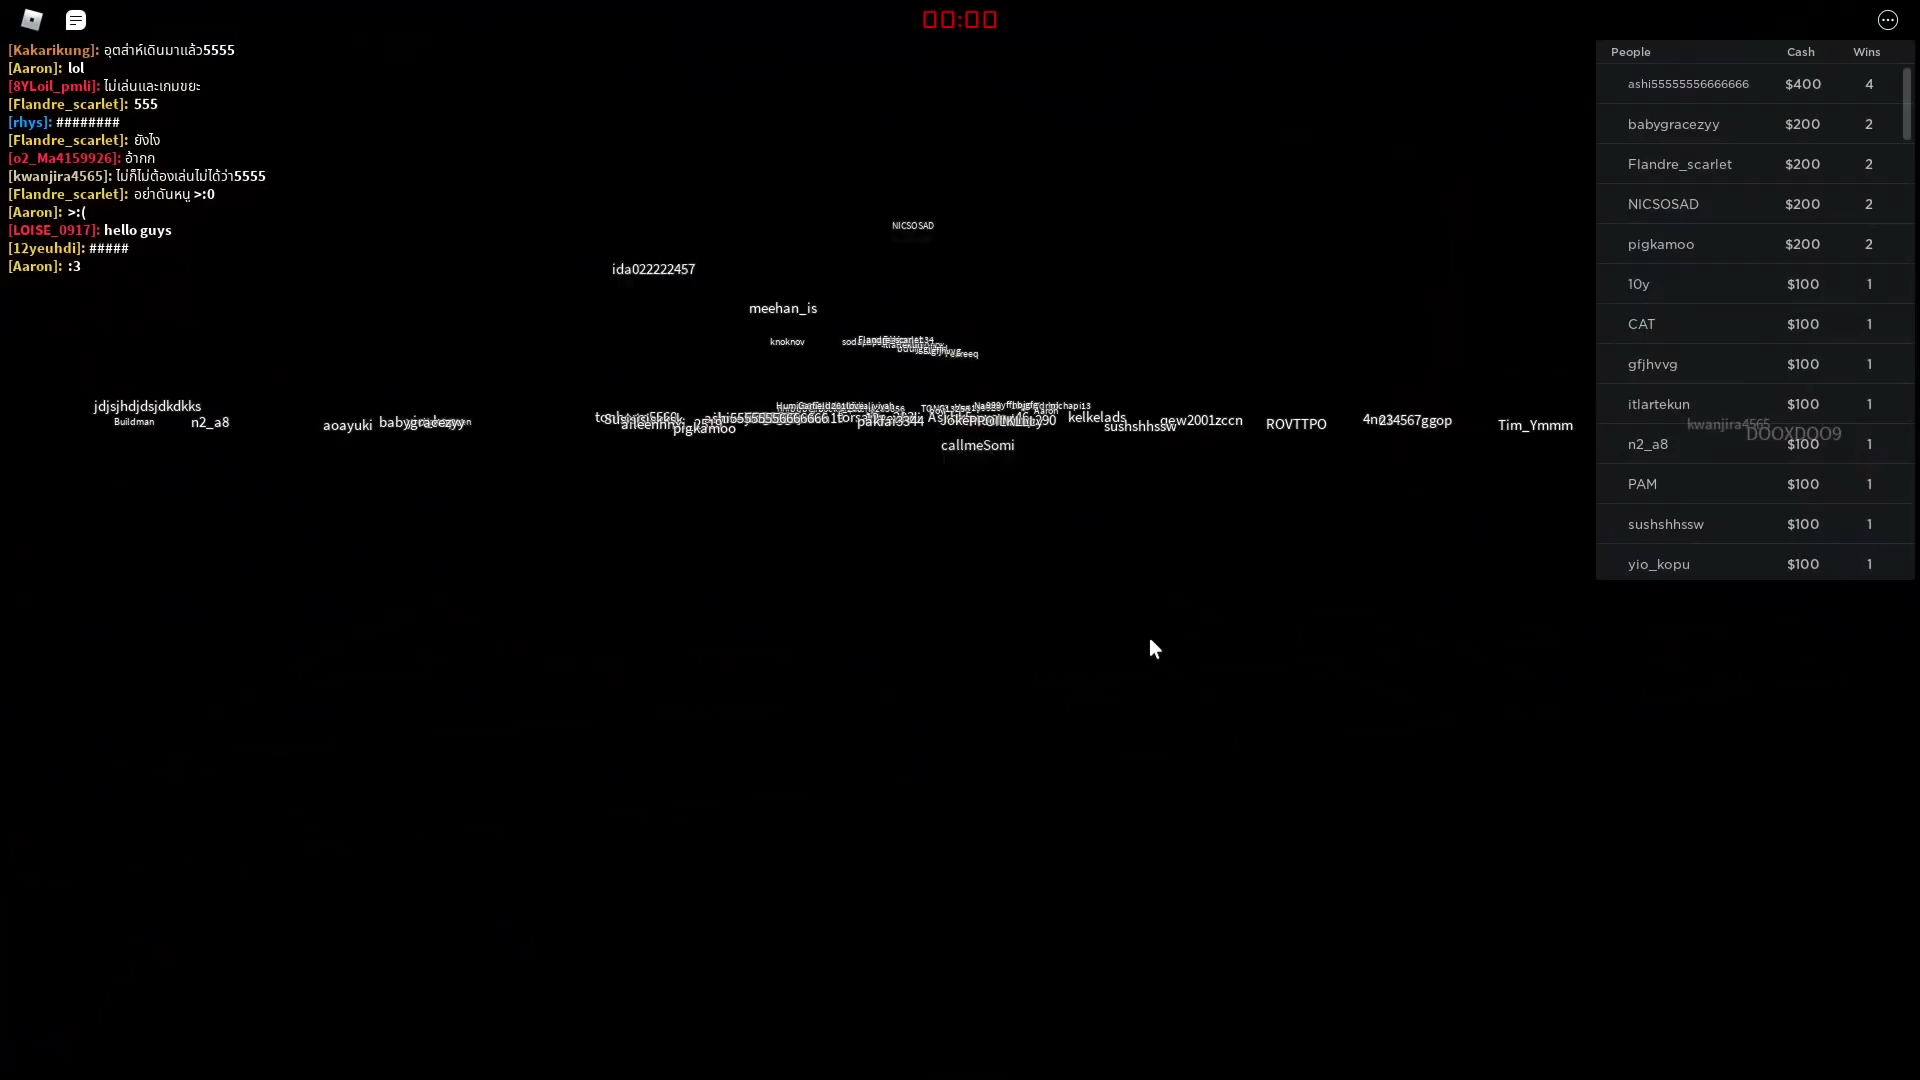 00:00
[Kakarikung]: อุตส่าห์เดินมาแล้ว5555
[Aaron]: lol
[8YLoil_pmli]: ไม่เล่นและเกมขยะ
[Flandre_scarlet]: 555
[rhys]: ########
[Flandre_scarlet]: ยังไง
[o2_Ma4159926]: อ้ากก
[kwanjira4565]: ไม่ก็ไม่ต้องเล่นไม่ได้ว่า5555
[Flandre_scarlet]: อย่าดันหนู >:0
[Aaron]: >:(
[LOISE_0917]: hello guys
[12yeuhdi]: #####
[Aaron]: :3
People Cash Wins
ashi55555556666666 $400 4
babygracezyy $200 2
Flandre_scarlet $200 2
NICSOSAD $200 2
pigkamoo $200 2
10y $100 1
CAT $100 1
gfjhvvg $100 1
itlartekun $100 1
n2_a8 $100 1
PAM $100 1
sushshhssw $100 1
yio_kopu $100 1
NICSOSAD
ida022222457
meehan_is
knoknov
jdjsjhdjdsjdkdkks
Buildman
n2_a8
aoayuki
babygracezyy
pigkamoo
pakfai3344
Aaron
kelkelads
sushshhssw
qew2001zccn
ROVTTPO
Tim_Ymmm
callmeSomi
kwanjira4565
DOOXDOO9